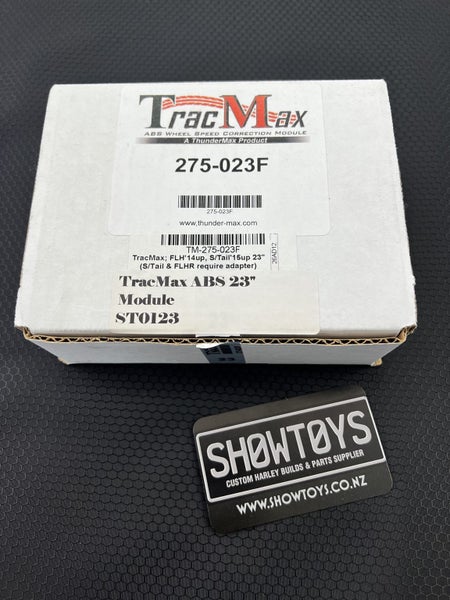 TracMax
ABS WHEEL SPEED CORRECTION MODULE
A ThunderMax Product
275-023F
275-023F
www.thunder-max.com
TM-275-023F
TracMax; FLH'14up, S/Tail'15up 23"
(S/Tail & FLHR require adapter)
26AD12
TracMax ABS 23"
Module
ST0123
SHOWTOYS
CUSTOM HARLEY BUILDS & PARTS SUPPLIER
WWW.SHOWTOYS.CO.NZ